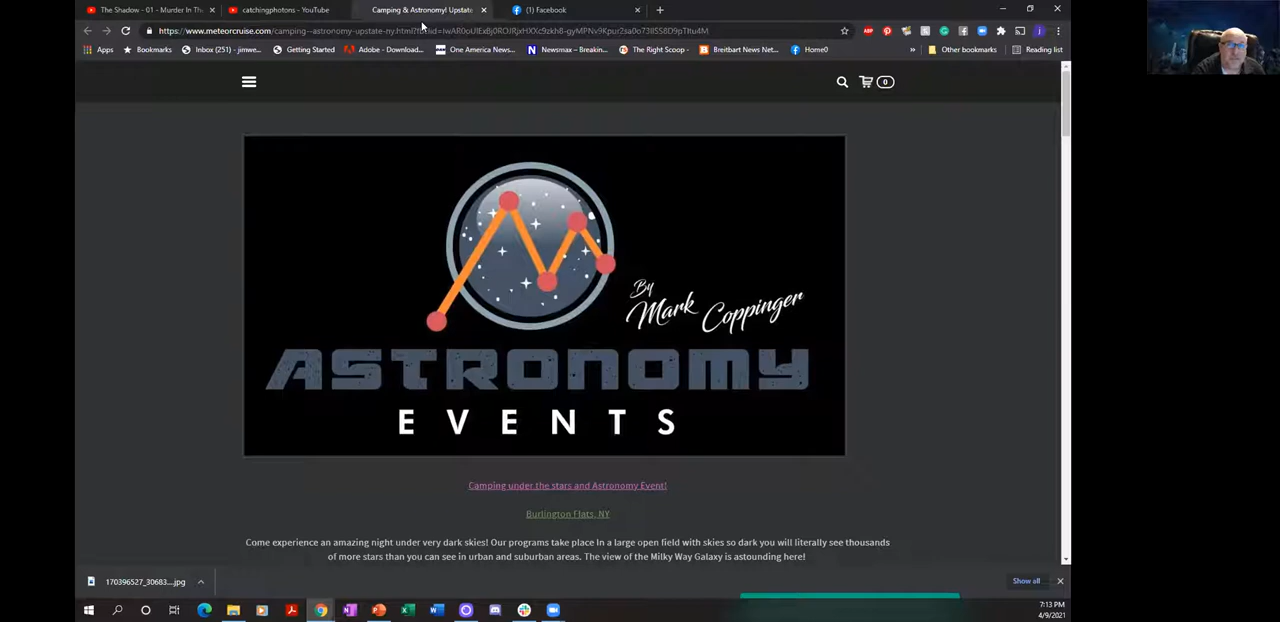 The Shadow - 01 - Murder In Th
catchingphotons - YouTube
Camping & Astronomy! Upstate
(1) Facebook
Apps
Bookmarks
Inbox (251) - jimwe...
Getting Started
Adobe - Download...
One America News...
Newsmax – Breakin...
The Right Scoop -
Breitbart News Net...
Home0
»
Other bookmarks
Reading list
0
By
Mark Coppinger
ASTRONOMY
EVENTS
Camping under the stars and Astronomy Event!
Burlington Flats, NY
Come experience an amazing night under very dark skies! Our programs take place In a large open field with skies so dark you will literally see thousands
of more stars than you can see in urban and suburban areas. The view of the Milky Way Galaxy is astounding here!
170396527_30683....jpg
Show all
7:13 PM
4/9/2021